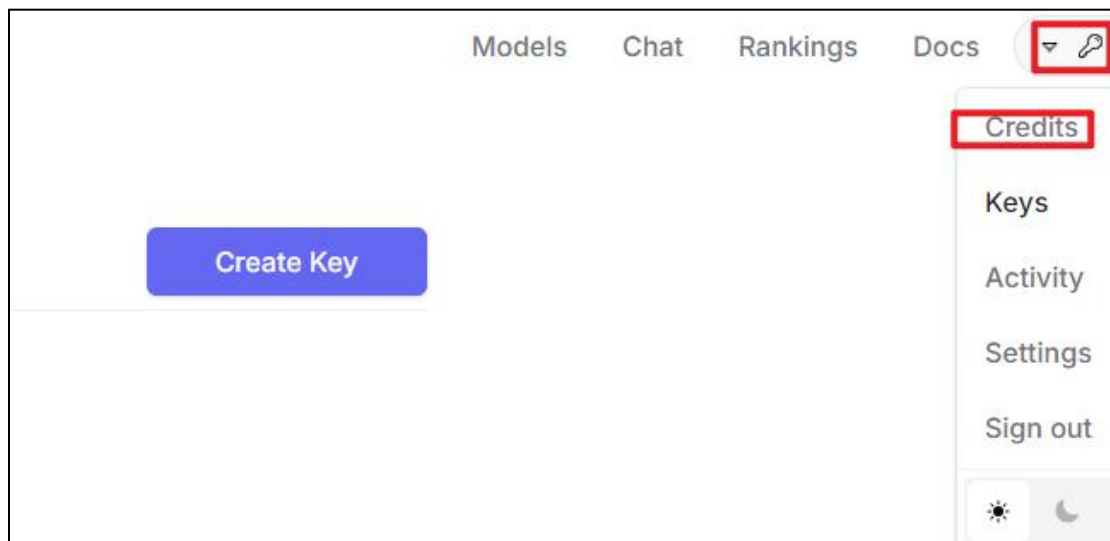 Models Chat Rankings Docs
Credits
Keys
Create Key
Activity
Settings
Sign out